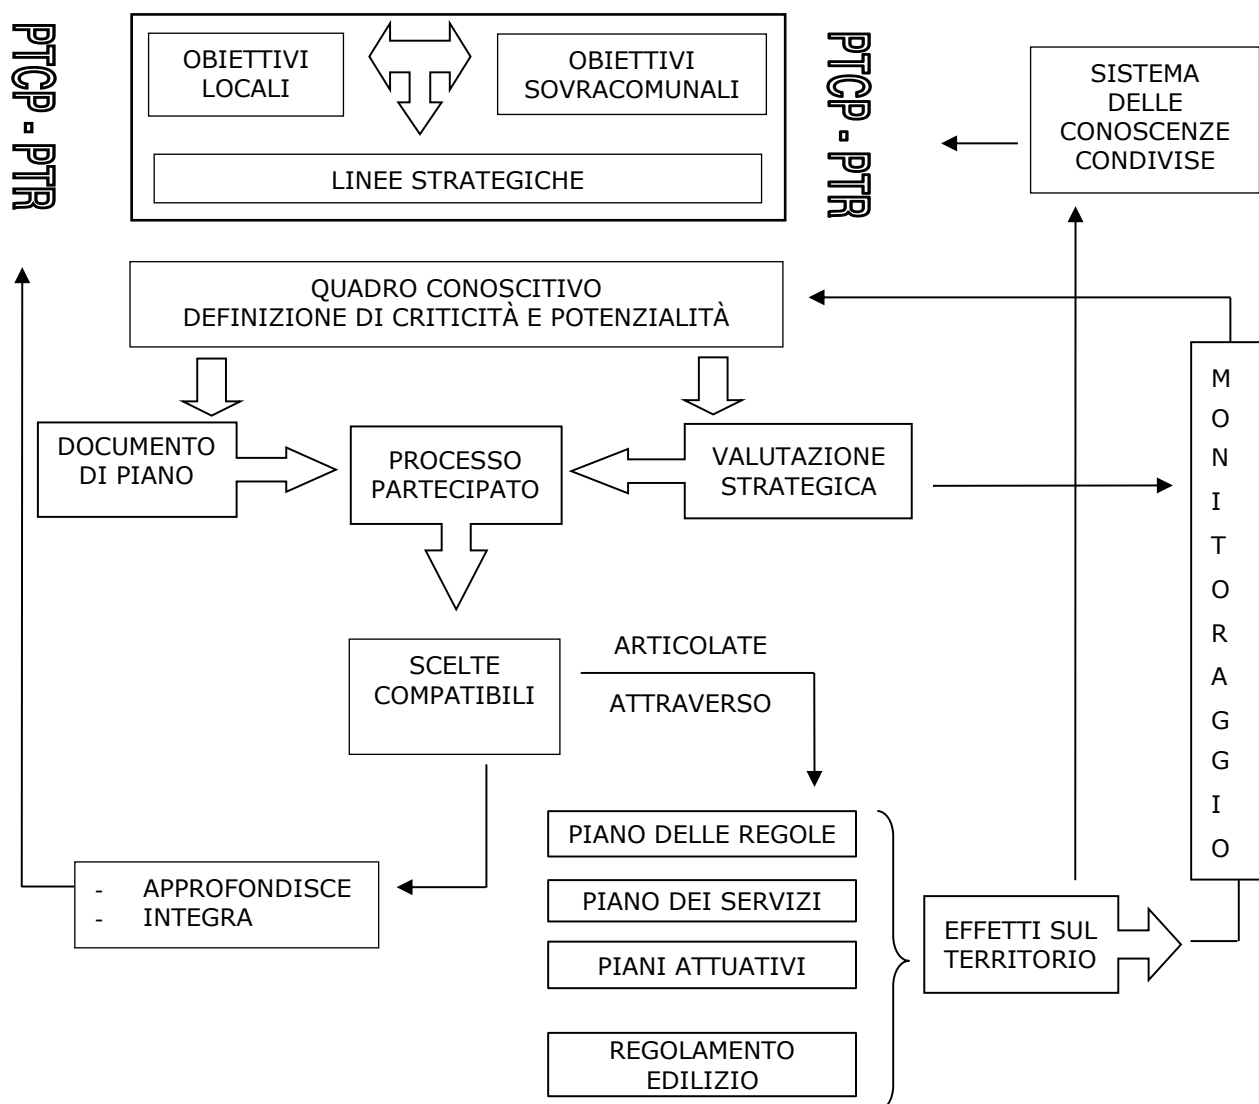 PTCP - PTR
OBIETTIVI
LOCALI
OBIETTIVI
SOVRACOMUNALI
LINEE STRATEGICHE
PTCP - PTR
SISTEMA
DELLE
CONOSCENZE
CONDIVISE
QUADRO CONOSCITIVO
DEFINIZIONE DI CRITICITÀ E POTENZIALITÀ
DOCUMENTO
DI PIANO
PROCESSO
PARTECIPATO
VALUTAZIONE
STRATEGICA
M
O
N
I
T
O
R
A
G
G
I
O
SCELTE
COMPATIBILI
ARTICOLATE
ATTRAVERSO
- APPROFONDISCE
- INTEGRA
PIANO DELLE REGOLE
PIANO DEI SERVIZI
PIANI ATTUATIVI
REGOLAMENTO
EDILIZIO
EFFETTI SUL
TERRITORIO